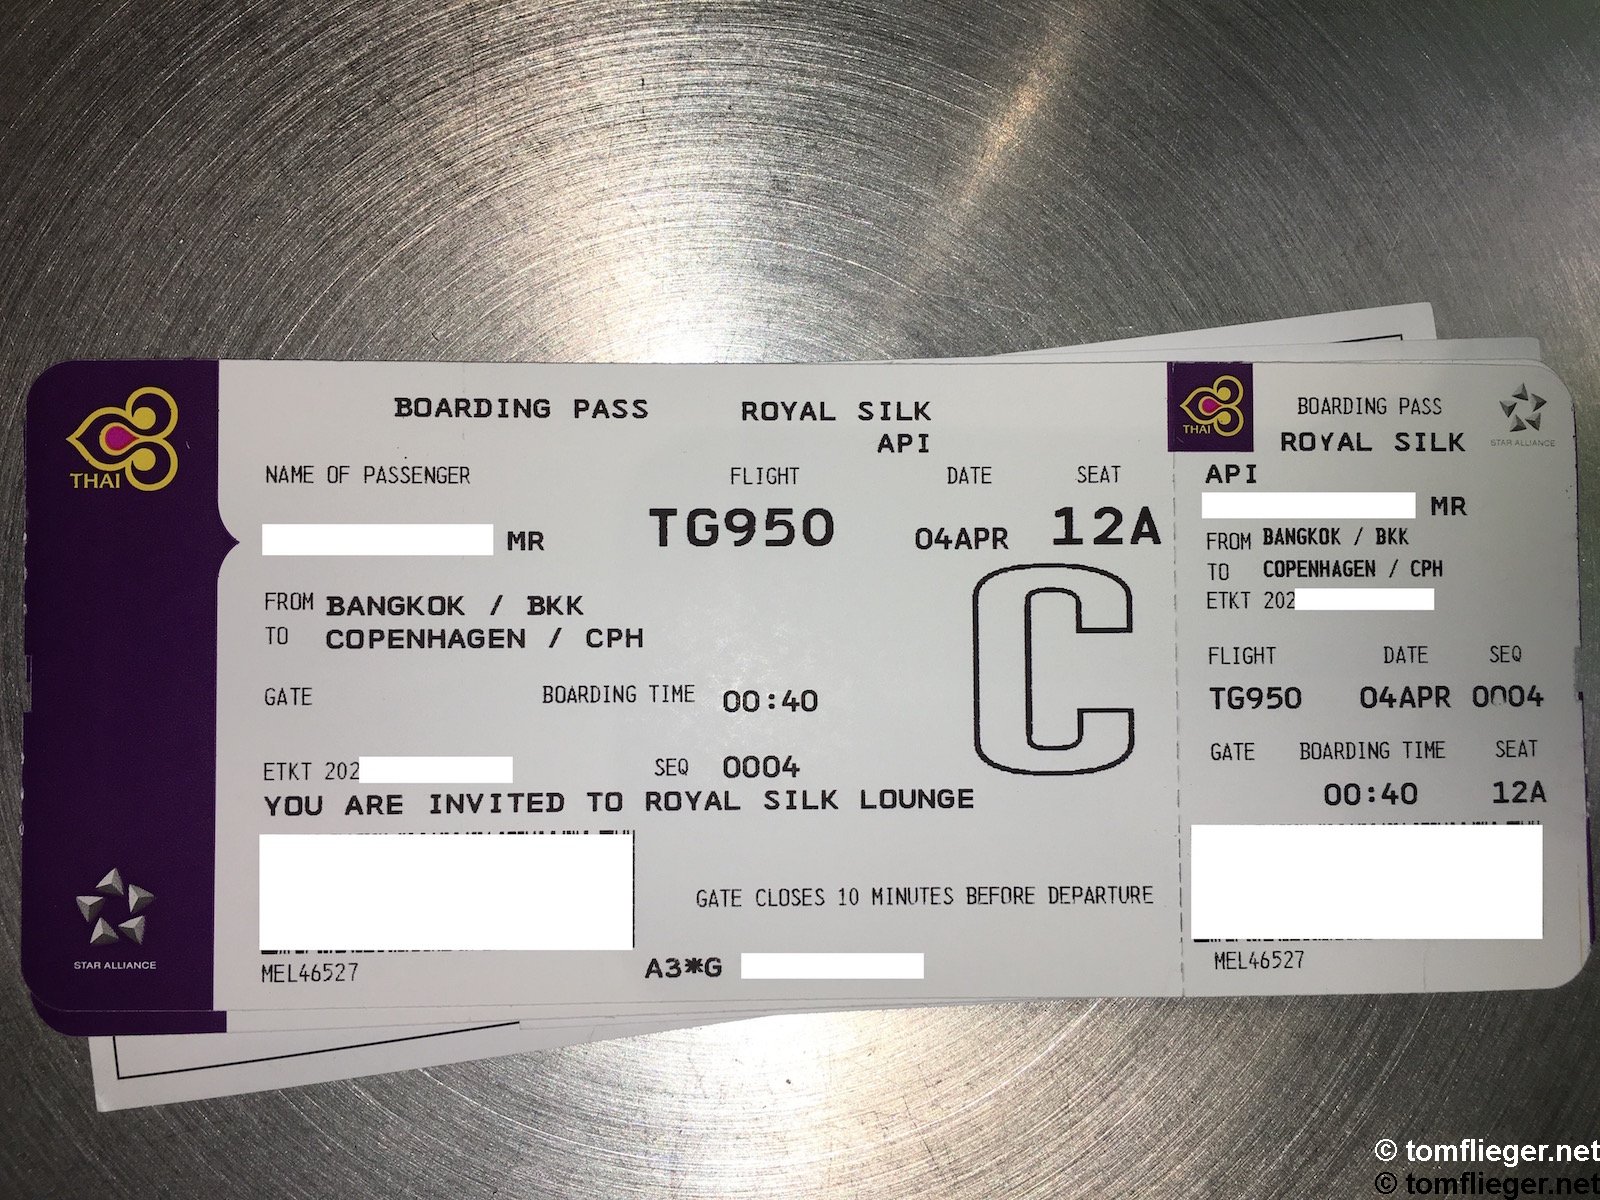 THAI
STAR ALLIANCE
BOARDING PASS ROYAL SILK
API
NAME OF PASSENGER FLIGHT DATE SEAT
MR TG950 04APR 12A
FROM BANGKOK / BKK
TO COPENHAGEN / CPH
GATE BOARDING TIME 00:40
C
ETKT 202 SEQ 0004
YOU ARE INVITED TO ROYAL SILK LOUNGE
GATE CLOSES 10 MINUTES BEFORE DEPARTURE
MEL46527 A3*G
THAI
BOARDING PASS
STAR ALLIANCE
ROYAL SILK
API
MR
FROM BANGKOK / BKK
TO COPENHAGEN / CPH
ETKT 202
FLIGHT DATE SEQ
TG950 04APR 0004
GATE BOARDING TIME SEAT
00:40 12A
MEL46527
© tomflieger.net
© tomflieger.net